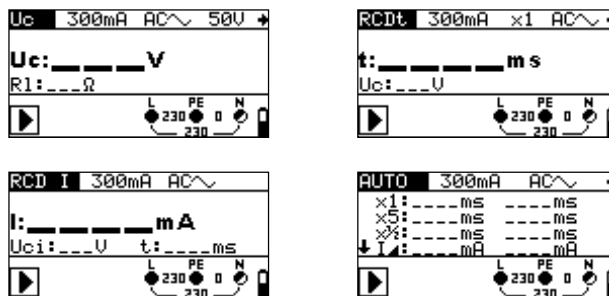 Uc 300mA AC 50V
Uc:____V
Rl:___Ω
L PE N
230 0
230
RCDt 300mA x1 AC
t:____ms
Uc:___V
L PE N
230 0
230
RCD I 300mA AC
I:____mA
Uci:___V t:____ms
L PE N
230 0
230
AUTO 300mA AC
x1:____ms ____ms
x5:____ms ____ms
x½:____ms ____ms
I◢:____mA ____mA
L PE N
230 0
230